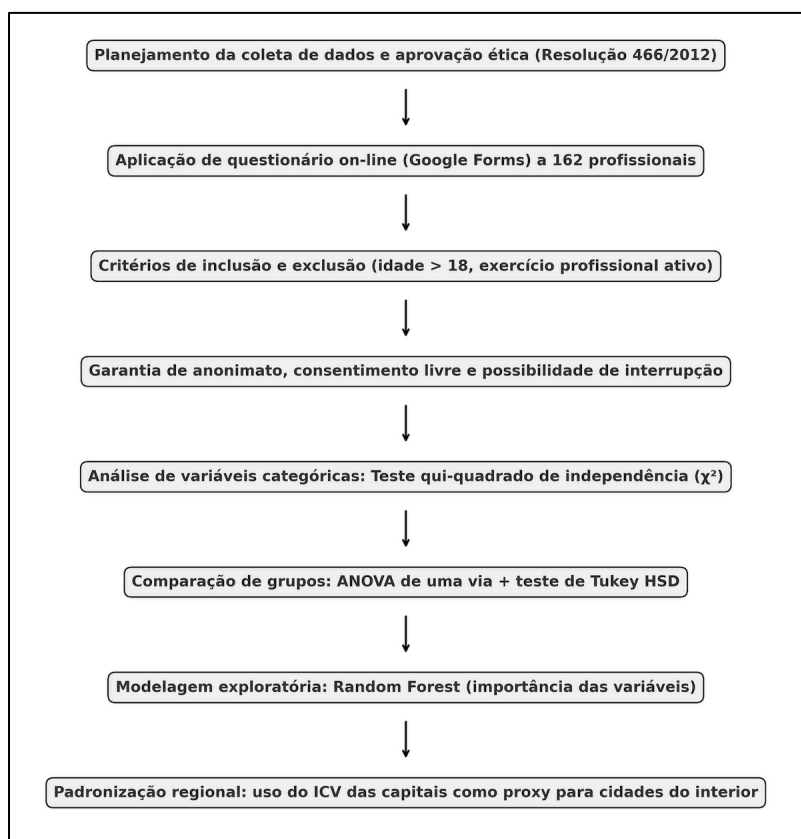 Planejamento da coleta de dados e aprovação ética (Resolução 466/2012)
Aplicação de questionário on-line (Google Forms) a 162 profissionais
Critérios de inclusão e exclusão (idade > 18, exercício profissional ativo)
Garantia de anonimato, consentimento livre e possibilidade de interrupção
Análise de variáveis categóricas: Teste qui-quadrado de independência (χ²)
Comparação de grupos: ANOVA de uma via + teste de Tukey HSD
Modelagem exploratória: Random Forest (importância das variáveis)
Padronização regional: uso do ICV das capitais como proxy para cidades do interior